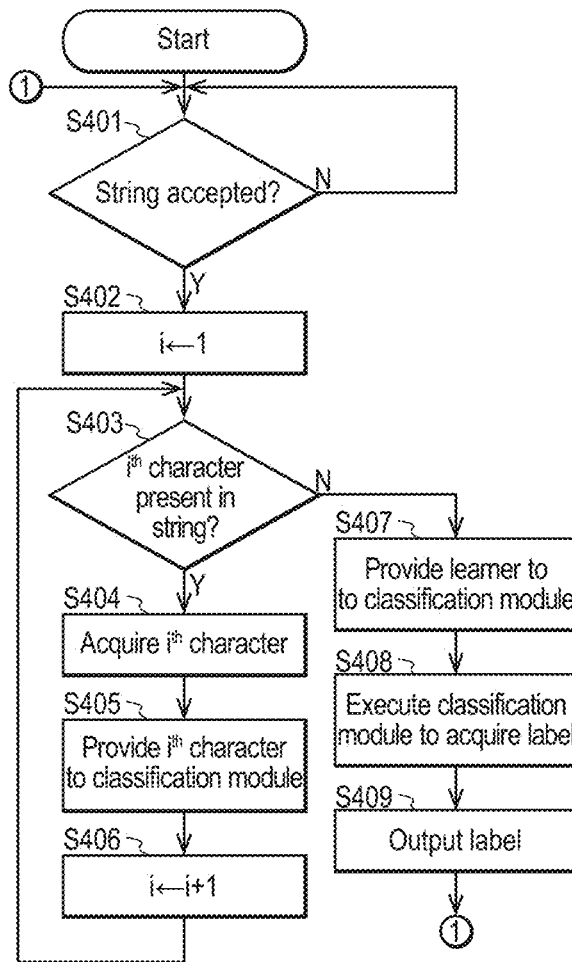 Start
1
S401
String accepted?
N
Y
S402
i←1
S403
iᵗʰ character
present in
string?
N
Y
S404
Acquire iᵗʰ character
S405
Provide iᵗʰ character
to classification module
S406
i←i+1
S407
Provide learner to
to classification module
S408
Execute classification
module to acquire label
S409
Output label
1